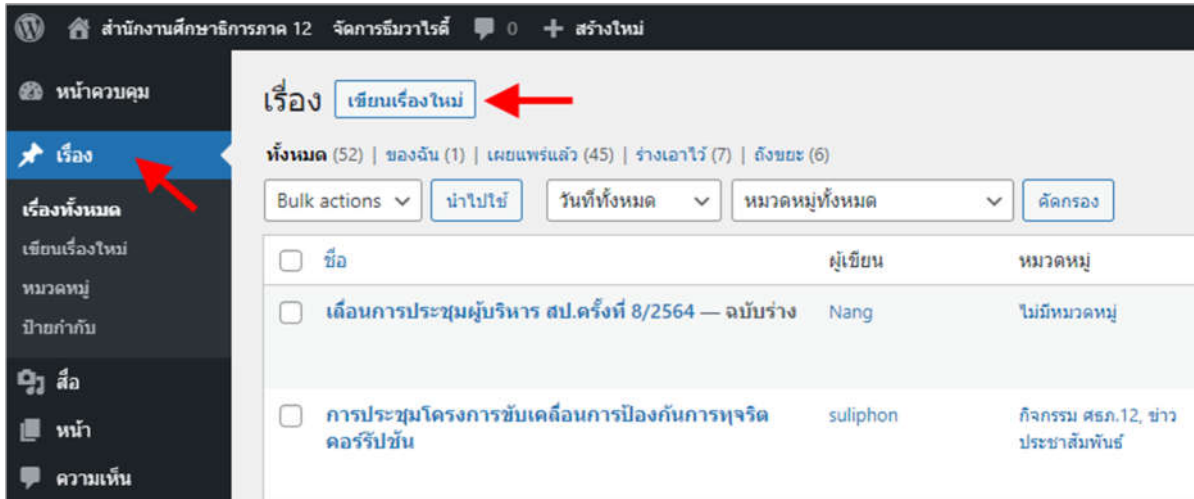 สำนักงานศึกษาธิการภาค 12 จัดการธีมวาไรตี้ 0 + สร้างใหม่
หน้าควบคุม
เรื่อง
เรื่องทั้งหมด
เขียนเรื่องใหม่
หมวดหมู่
ป้ายกำกับ
สื่อ
หน้า
ความเห็น
เรื่อง เขียนเรื่องใหม่
ทั้งหมด (52) | ของฉัน (1) | เผยแพร่แล้ว (45) | ร่างเอาไว้ (7) | ถังขยะ (6)
Bulk actions นำไปใช้ วันที่ทั้งหมด หมวดหมู่ทั้งหมด คัดกรอง
ชื่อ ผู้เขียน หมวดหมู่
เลื่อนการประชุมผู้บริหาร สป.ครั้งที่ 8/2564 — ฉบับร่าง Nang ไม่มีหมวดหมู่
การประชุมโครงการขับเคลื่อนการป้องกันการทุจริต suliphon กิจกรรม ศธภ.12, ข่าว
คอร์รัปชัน ประชาสัมพันธ์